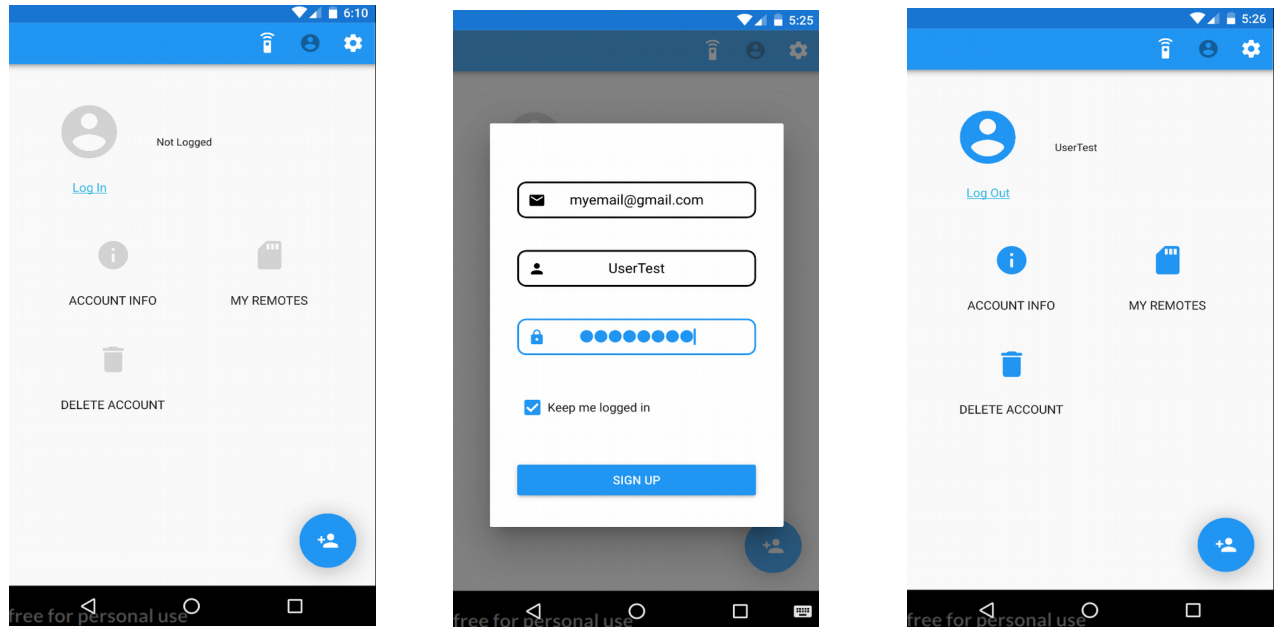 6:10
Not Logged
Log In
ACCOUNT INFO
MY REMOTES
DELETE ACCOUNT
free for personal use
5:25
myemail@gmail.com
UserTest
Keep me logged in
SIGN UP
free for personal use
5:26
UserTest
Log Out
ACCOUNT INFO
MY REMOTES
DELETE ACCOUNT
free for personal use